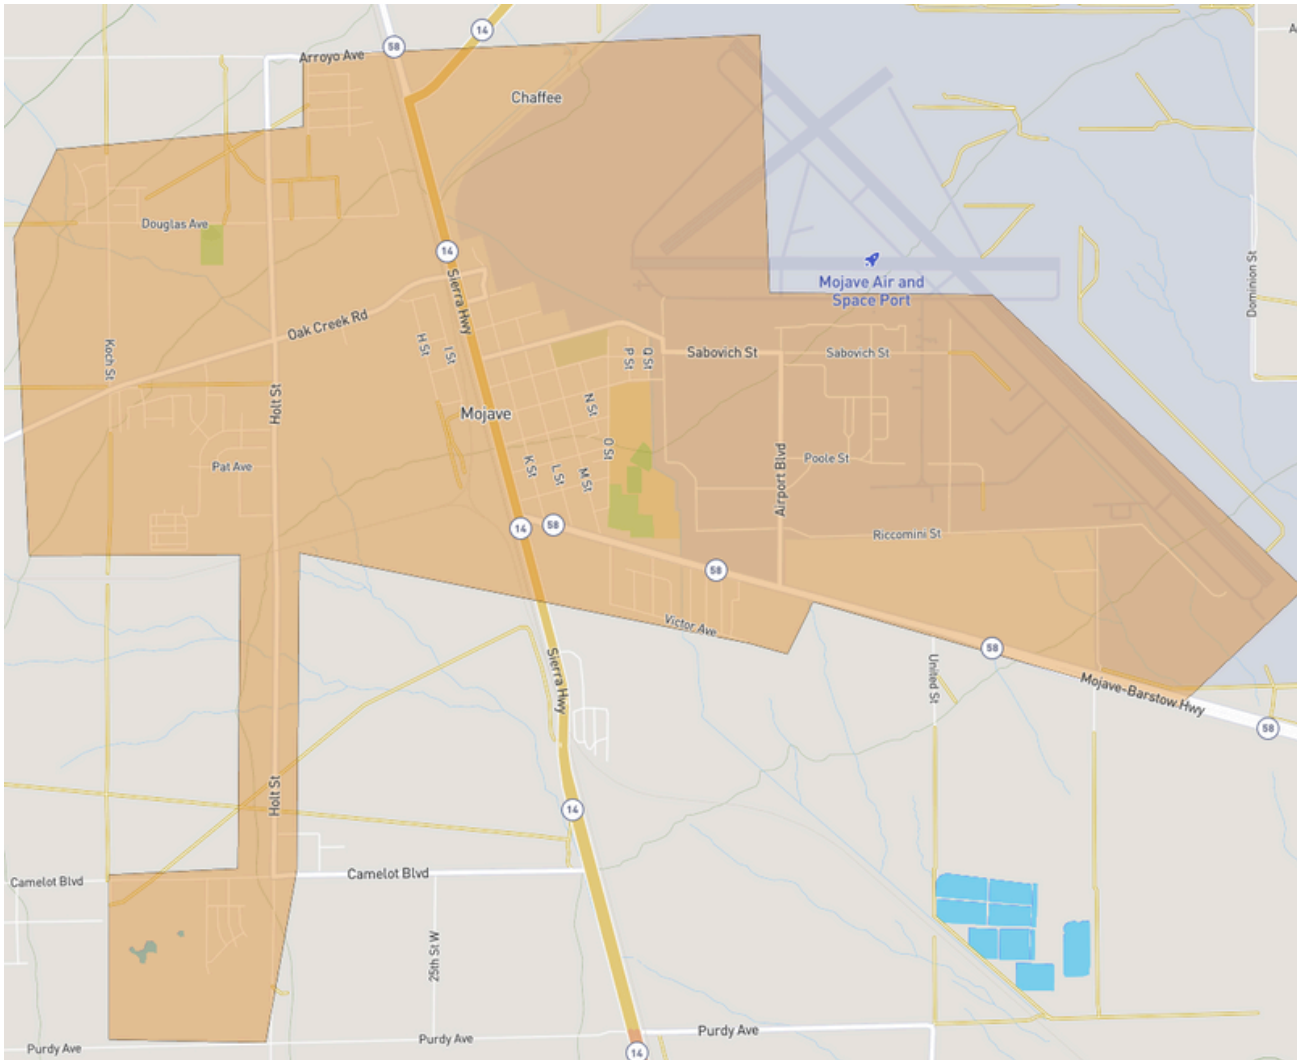 14
58
Arroyo Ave
Chaffee
Douglas Ave
14
Sierra Hwy
Mojave Air and
Space Port
Dominion St
Oak Creek Rd
Koch St
H St
I St
P St
Q St
Sabovich St
Sabovich St
Holt St
Mojave
N St
O St
Pat Ave
K St
L St
M St
Poole St
Airport Blvd
14
58
Riccomini St
58
Victor Ave
58
Sierra Hwy
United St
Mojave-Barstow Hwy
58
Holt St
14
Camelot Blvd
Camelot Blvd
25th St W
Purdy Ave
Purdy Ave
Purdy Ave
14